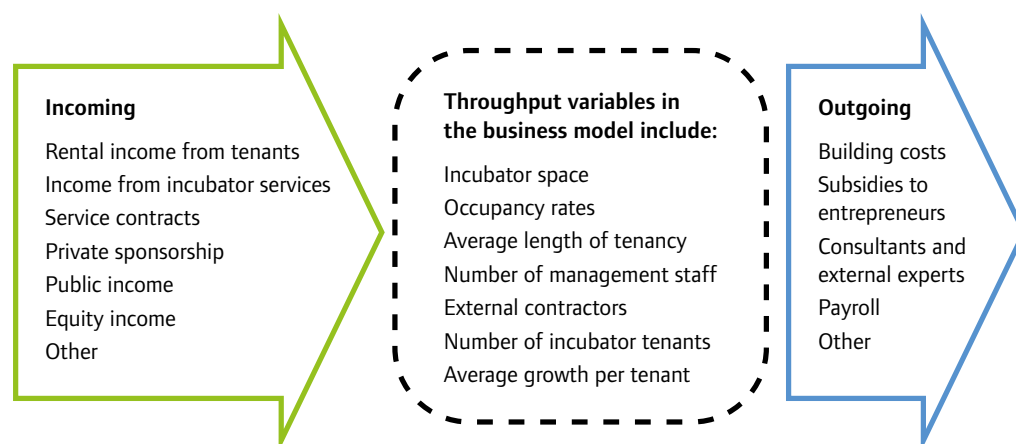 Incoming
Rental income from tenants
Income from incubator services
Service contracts
Private sponsorship
Public income
Equity income
Other
Throughput variables in
the business model include:
Incubator space
Occupancy rates
Average length of tenancy
Number of management staff
External contractors
Number of incubator tenants
Average growth per tenant
Outgoing
Building costs
Subsidies to
entrepreneurs
Consultants and
external experts
Payroll
Other